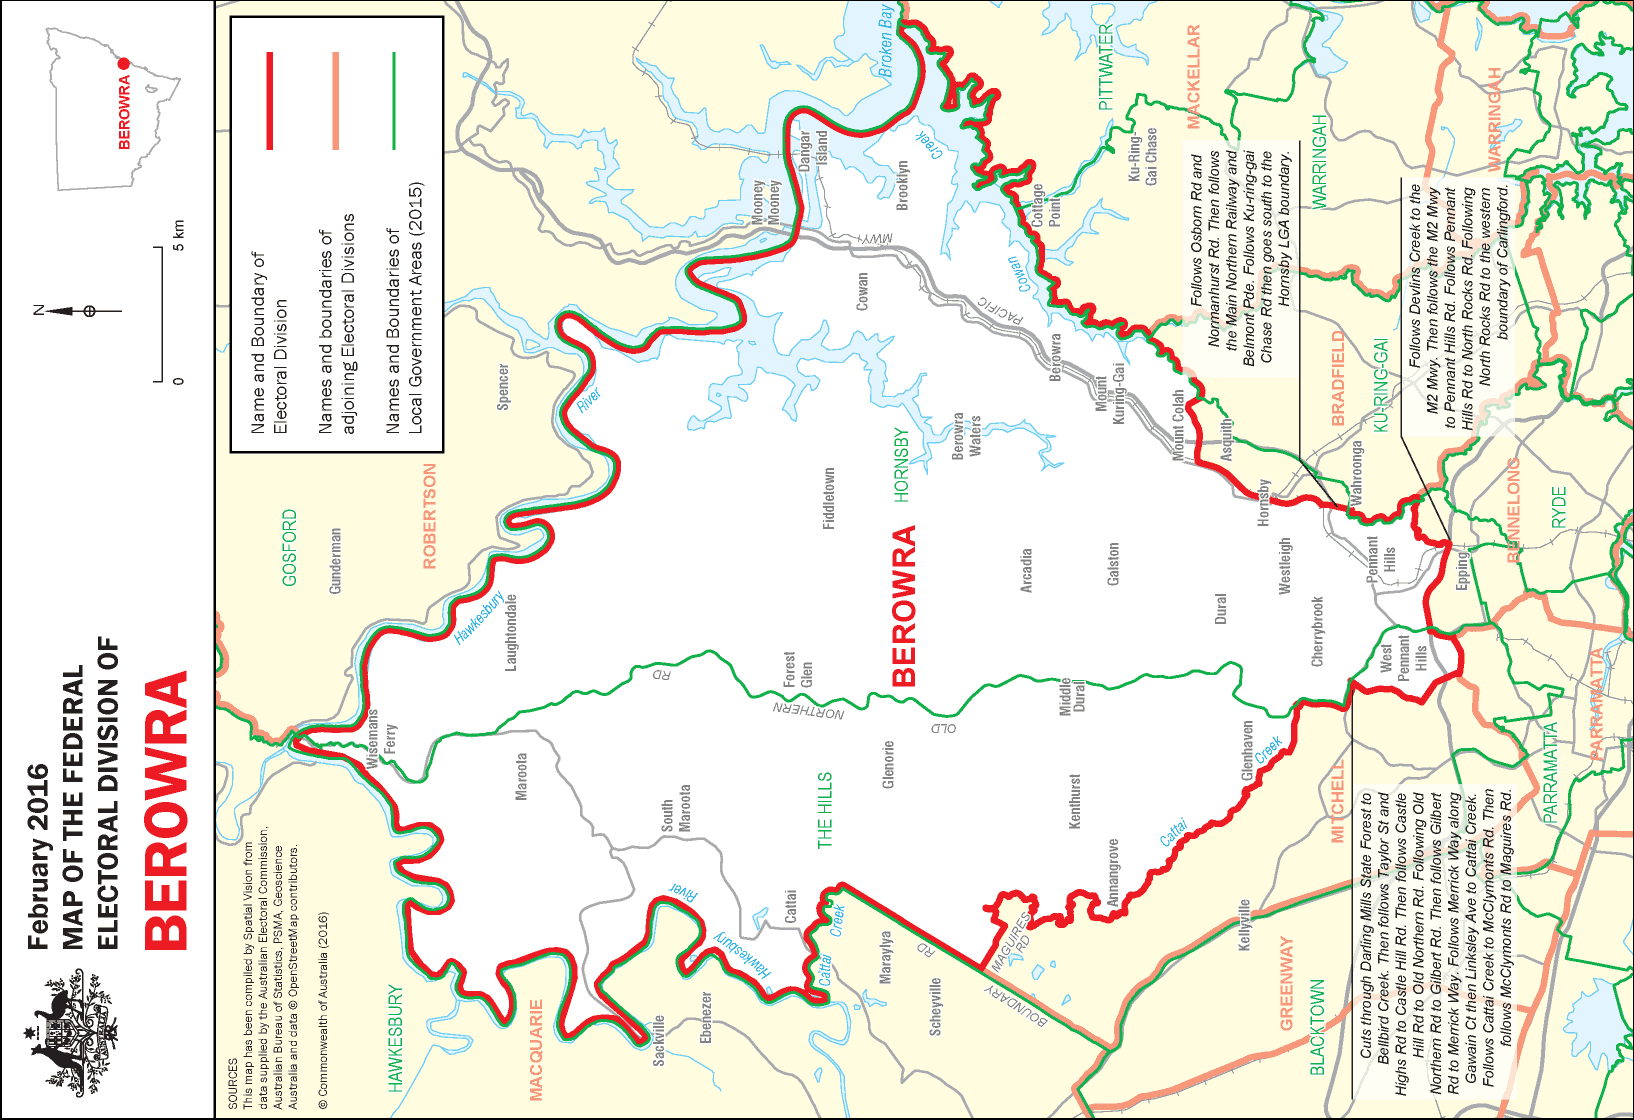 February 2016
MAP OF THE FEDERAL
ELECTORAL DIVISION OF
BEROWRA
N
0
5 km
BEROWRA
SOURCES
This map has been compiled by Spatial Vision from
data supplied by the Australian Electoral Commission,
Australian Bureau of Statistics, PSMA, Geoscience
Australia and data © OpenStreetMap contributors.
© Commonwealth of Australia (2016)
Name and Boundary of
Electoral Division
Names and boundaries of
adjoining Electoral Divisions
Names and Boundaries of
Local Government Areas (2015)
GOSFORD
Gunderman
ROBERTSON
Spencer
River
Hawkesbury
Laughtondale
Wisemans
Ferry
HAWKESBURY
MACQUARIE
Maroota
South
Maroota
Sackville
Ebenezer
River
Hawkesbury
Cattai
Cattai
Creek
THE HILLS
Maraylya
Scheyville
RD
BOUNDARY
MAGUIRES
RD
Glenorie
Forest
Glen
RD
NORTHERN
OLD
Fiddletown
HORNSBY
BEROWRA
Berowra
Waters
Cowan
Mooney
Mooney
Dangar
Island
Brooklyn
Broken Bay
Creek
Cowan
MWY
PACIFIC
Cottage
Point
Ku-Ring-
Gai Chase
PITTWATER
MACKELLAR
WARRINGAH
WARRINGAH
Berowra
Mount
Kuring-Gai
Mount Colah
Asquith
Hornsby
Wahroonga
Arcadia
Galston
Middle
Dural
Dural
Westleigh
Cherrybrook
Pennant
Hills
West
Pennant
Hills
Epping
Kenthurst
Annangrove
Glenhaven
Creek
Cattai
Kellyville
MITCHELL
GREENWAY
BLACKTOWN
BRADFIELD
KU-RING-GAI
BENNELONG
RYDE
PARRAMATTA
PARRAMATTA
Follows Osborn Rd and
Normanhurst Rd. Then follows
the Main Northern Railway and
Belmont Pde. Follows Ku-ring-gai
Chase Rd then goes south to the
Hornsby LGA boundary.
Follows Devlins Creek to the
M2 Mwy. Then follows the M2 Mwy
to Pennant Hills Rd. Follows Pennant
Hills Rd to North Rocks Rd. Following
North Rocks Rd to the western
boundary of Carlingford.
Cuts through Darling Mills State Forest to
Bellbird Creek. Then follows Taylor St and
Highs Rd to Castle Hill Rd. Then follows Castle
Hill Rd to Old Northern Rd. Following Old
Northern Rd to Gilbert Rd. Then follows Gilbert
Rd to Merrick Way. Follows Merrick Way along
Gawain Ct then Linksley Ave to Cattai Creek.
Follows Cattai Creek to McClymonts Rd. Then
follows McClymonts Rd to Maguires Rd.